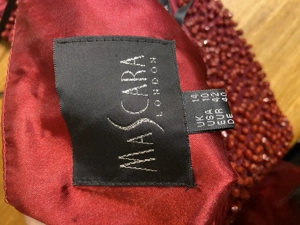 MASCARA
LONDON
UK 14
USA 10
EUR 42
DE 40